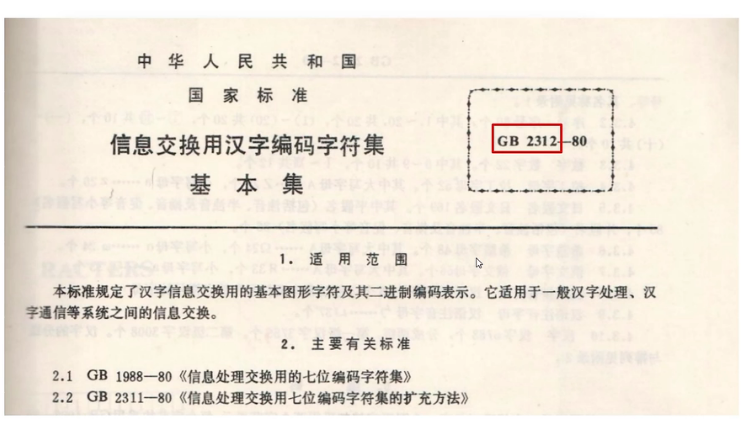 中华人民共和国
国家标准
信息交换用汉字编码字符集
基本集
GB 2312—80
1. 适用范围
本标准规定了汉字信息交换用的基本图形字符及其二进制编码表示。它适用于一般汉字处理、汉
字通信等系统之间的信息交换。
2. 主要有关标准
2.1 GB 1988—80《信息处理交换用的七位编码字符集》
2.2 GB 2311—80《信息处理交换用七位编码字符集的扩充方法》